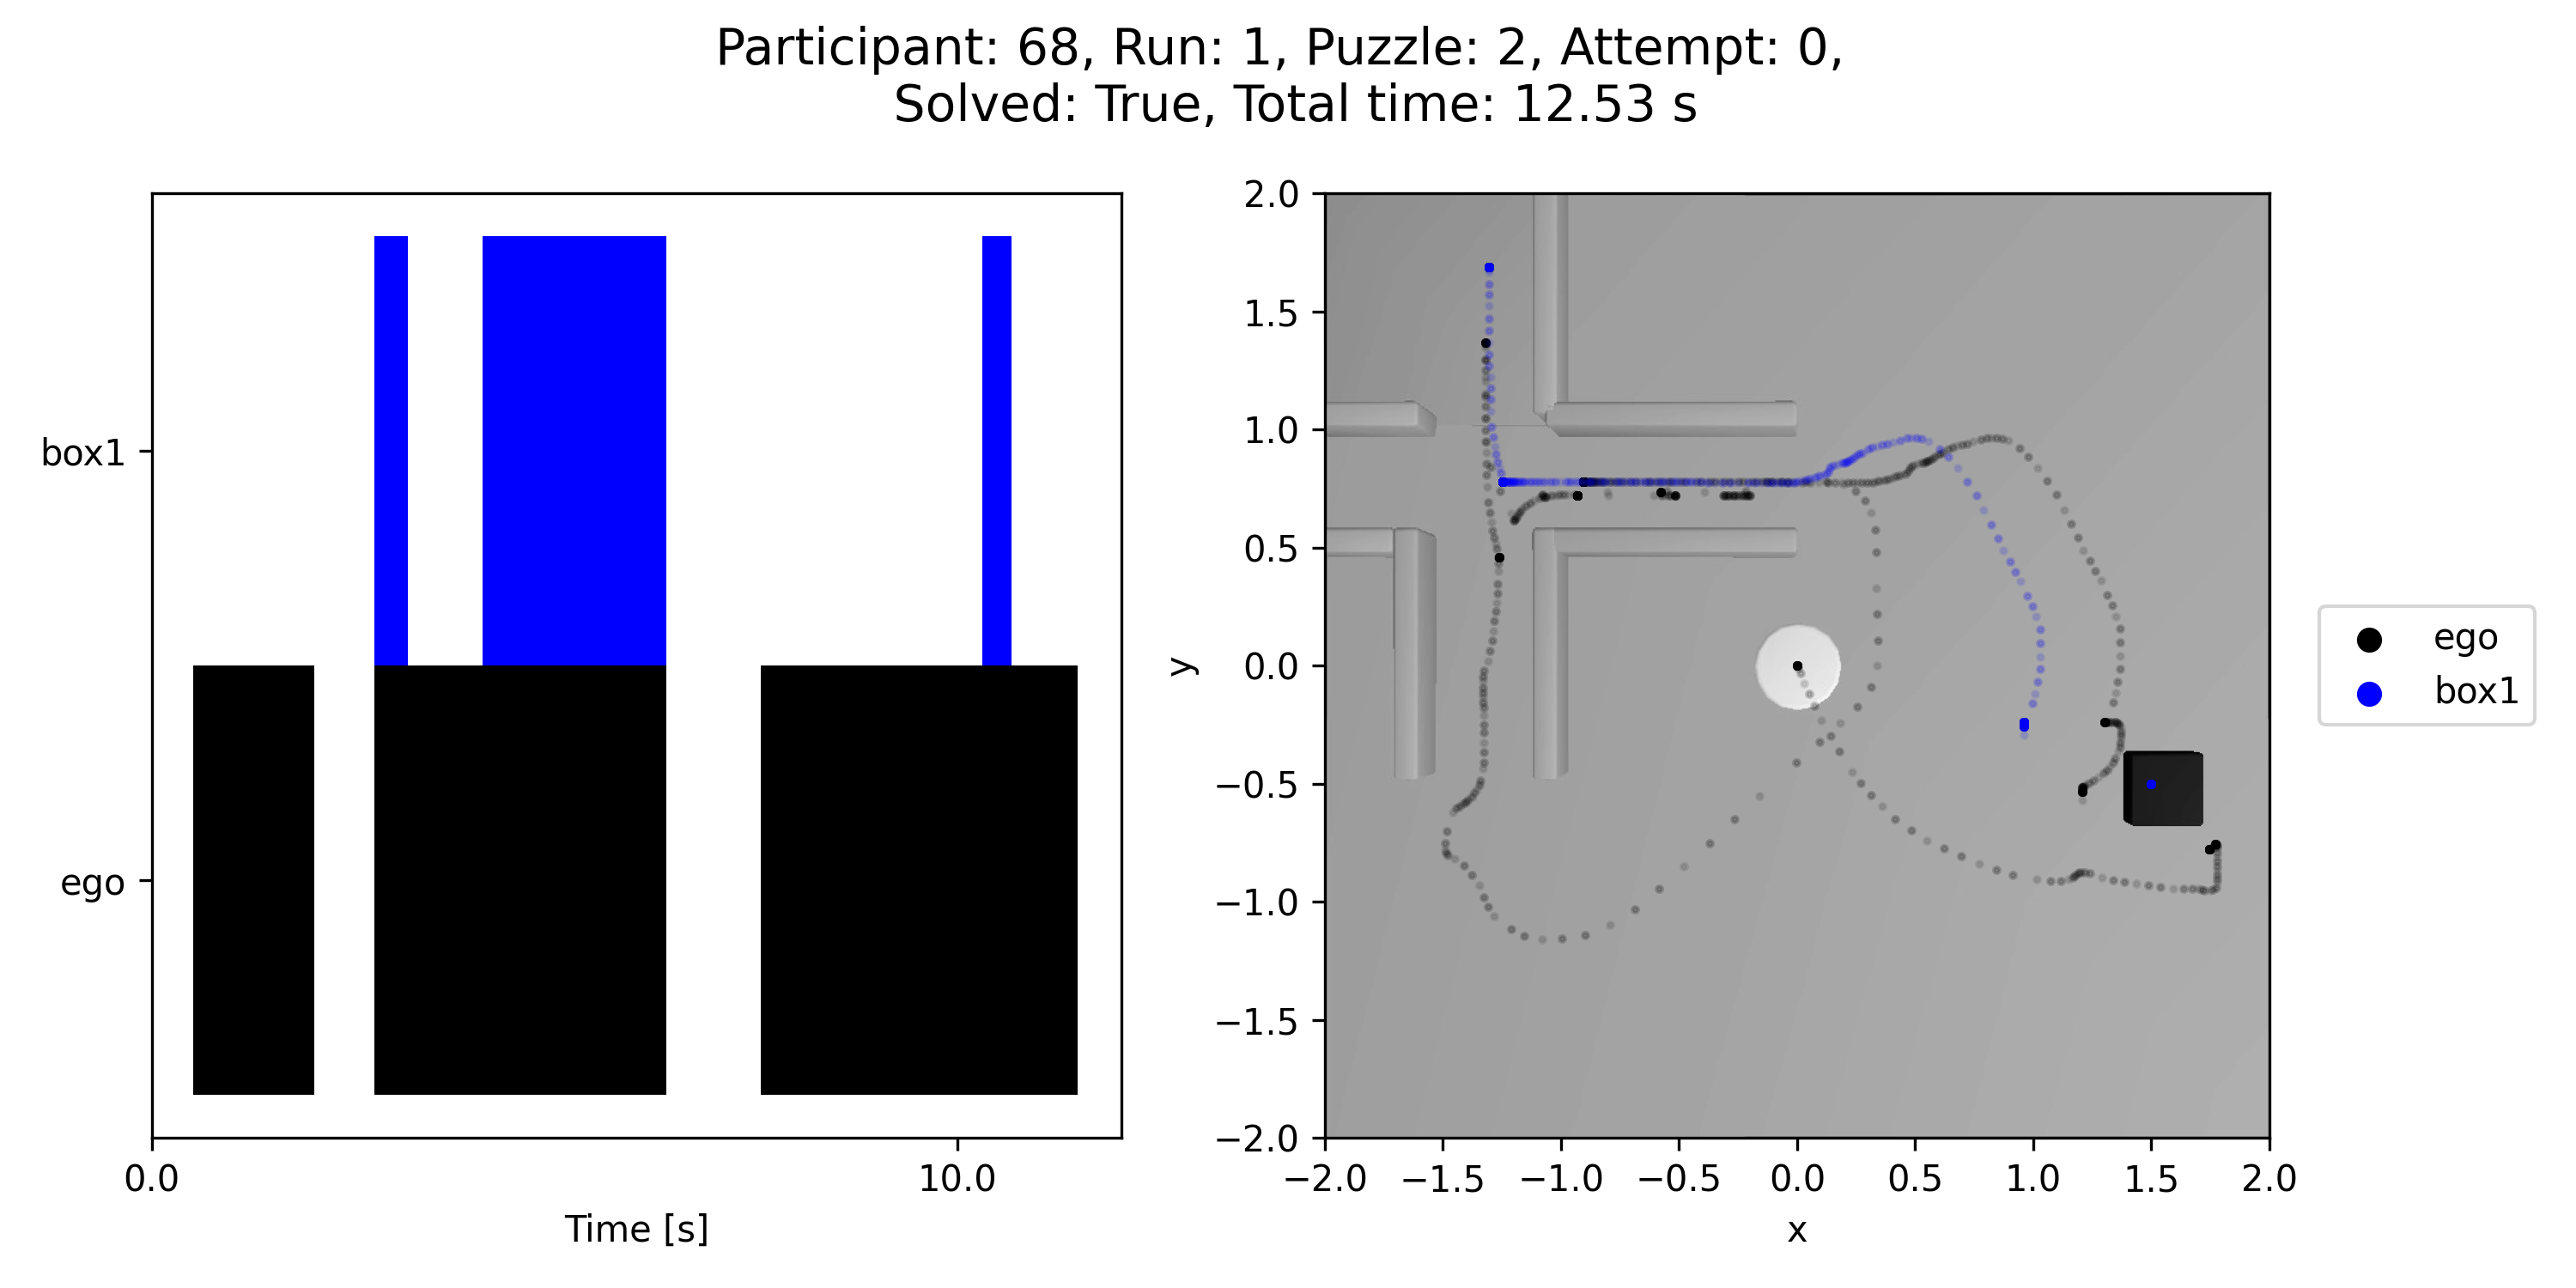 Participant: 68, Run: 1, Puzzle: 2, Attempt: 0,
Solved: True, Total time: 12.53 s
box1
ego
0.0
10.0
Time [s]
2.0
1.5
1.0
0.5
0.0
−0.5
−1.0
−1.5
−2.0
y
−2.0
−1.5
−1.0
−0.5
0.0
0.5
1.0
1.5
2.0
x
ego
box1